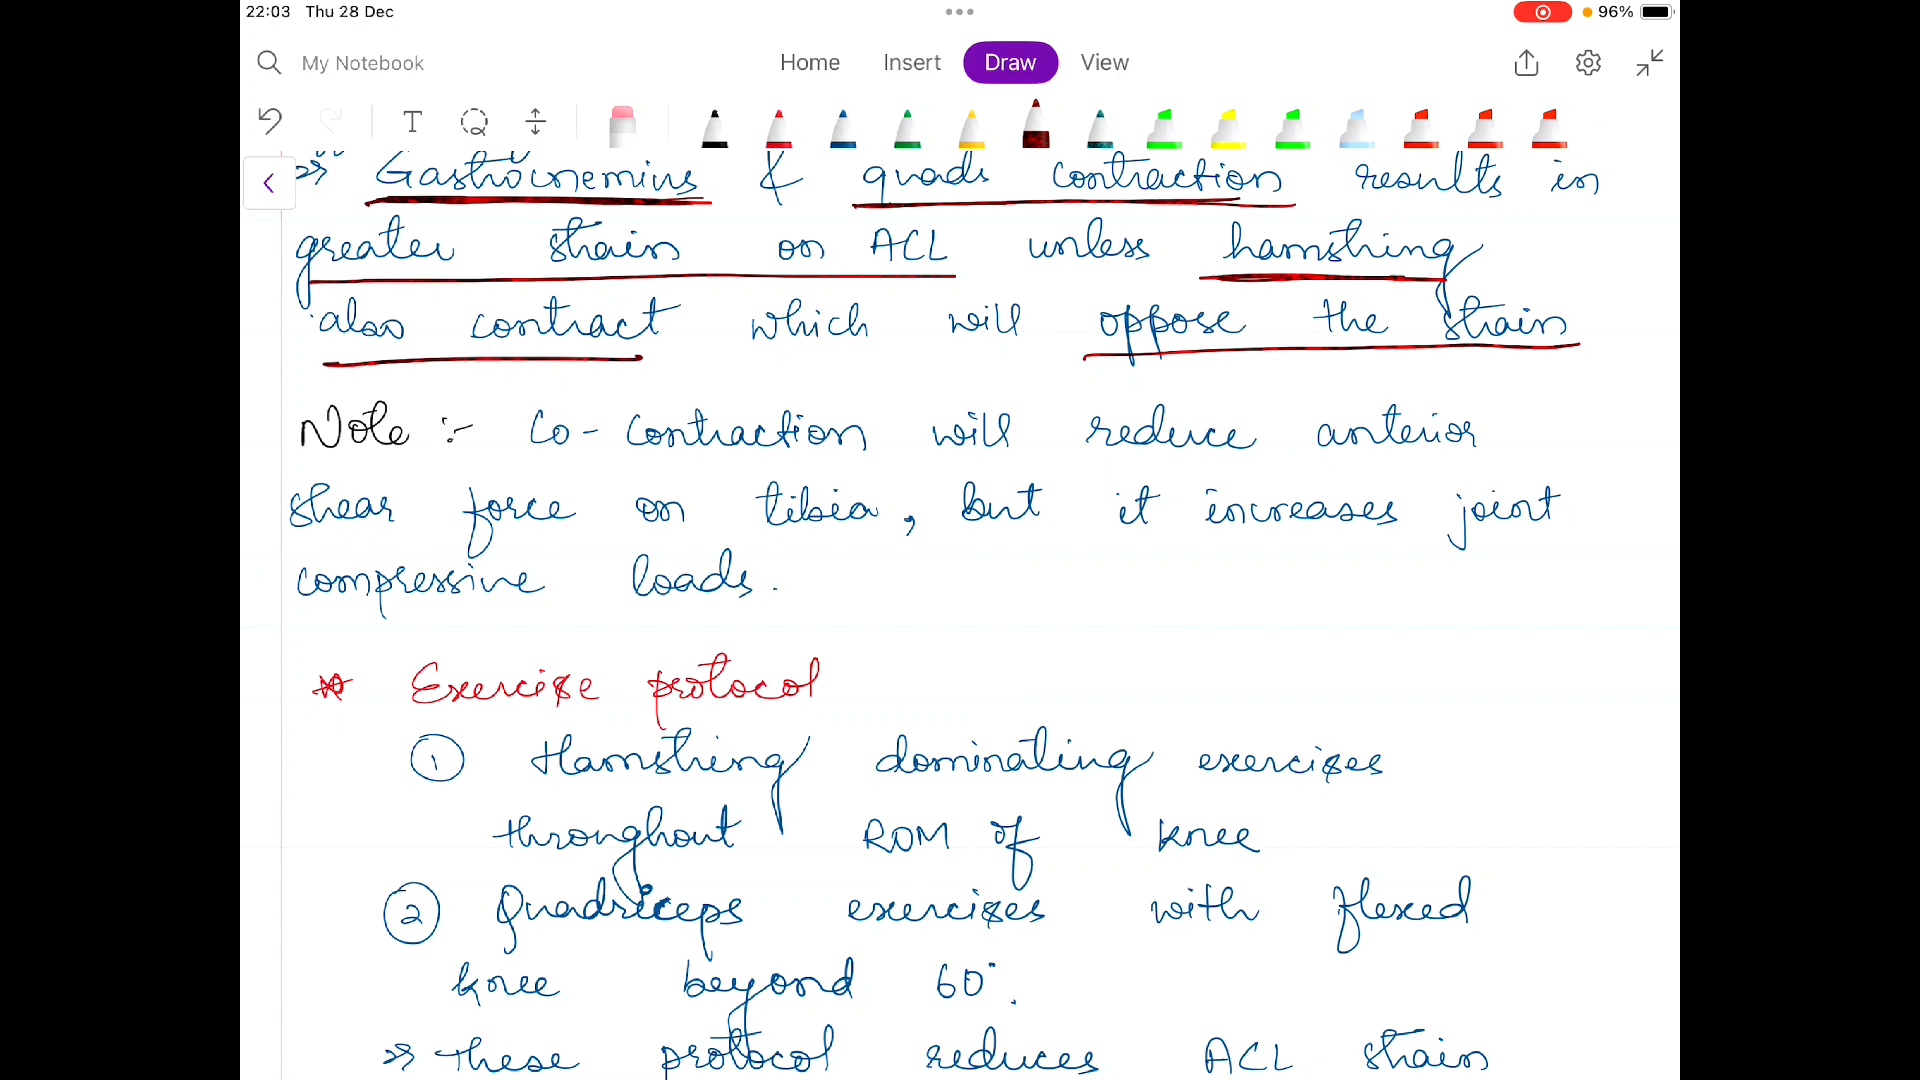 22:03 Thu 28 Dec
96%
My Notebook
Home Insert Draw View
T
Gastrocnemius & quads contraction results in
greater strain on ACL unless hamstring
also contract which will oppose the strain
Note :- Co-contraction will reduce anterior
shear force on tibia, but it increases joint
compressive loads.
Exercise protocol
① Hamstring dominating exercises
throughout ROM of knee
② Quadriceps exercises with flexed
knee beyond 60°.
These protocol reduces ACL strain